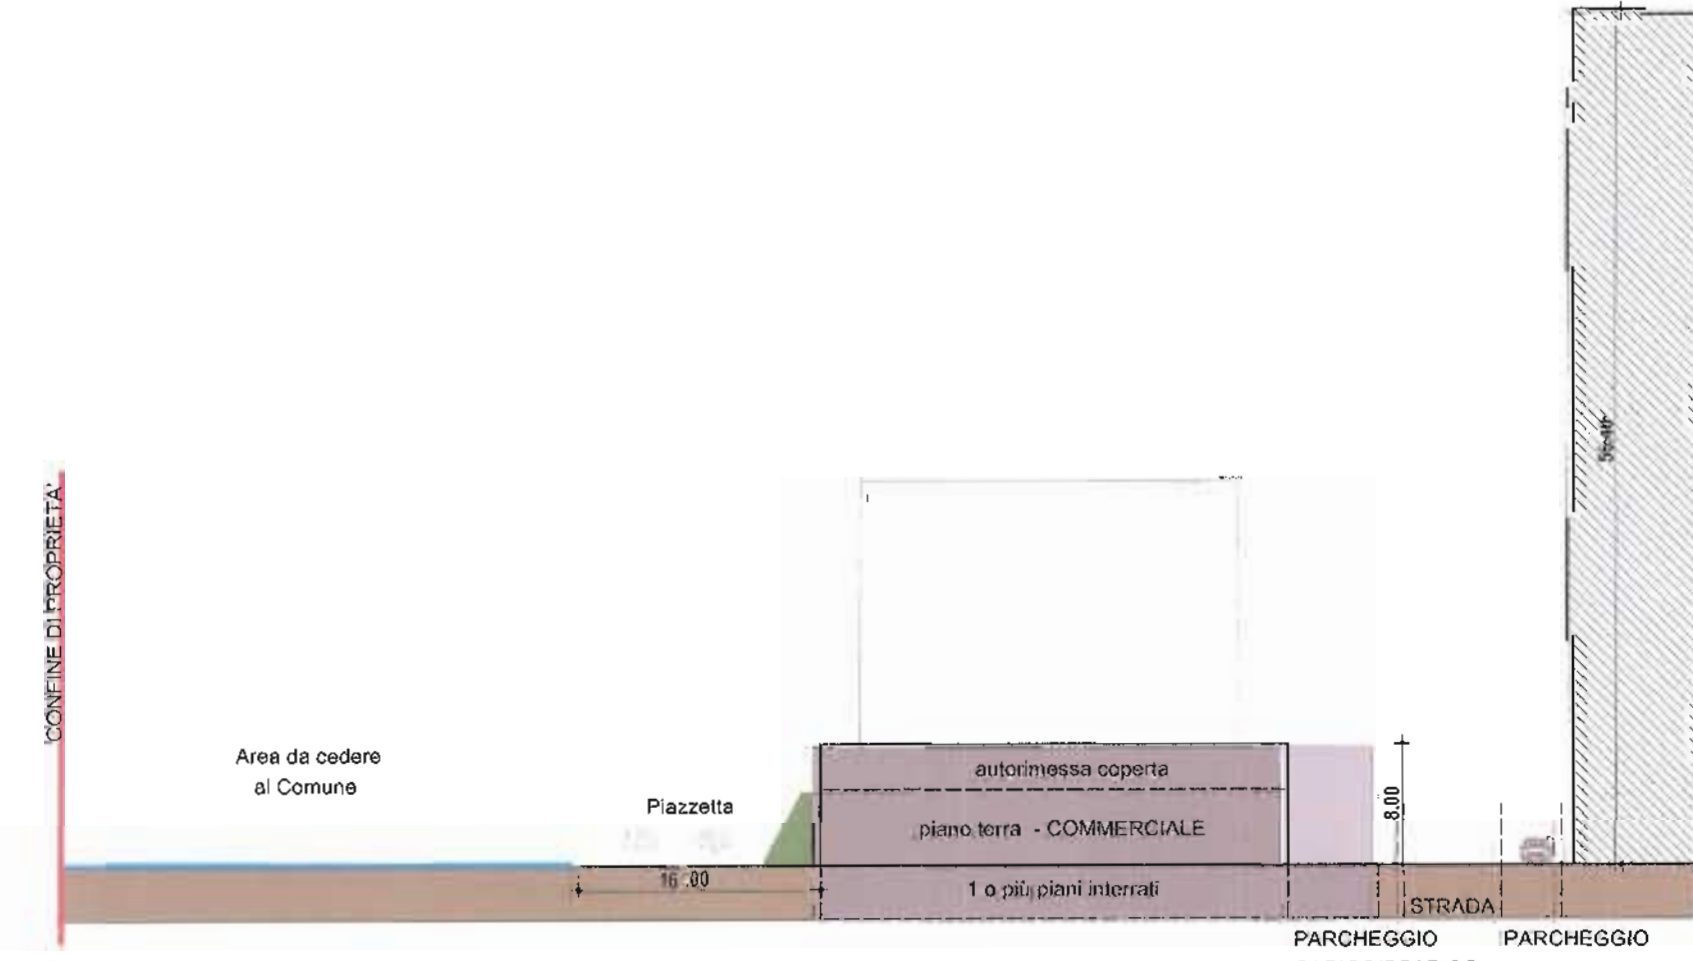 CONFINE DI PROPRIETA'
Area da cedere
al Comune
Piazzetta
16.00
autorimessa coperta
piano terra - COMMERCIALE
1 o più piani interrati
8.00
STRADA
PARCHEGGIO
PARCHEGGIO